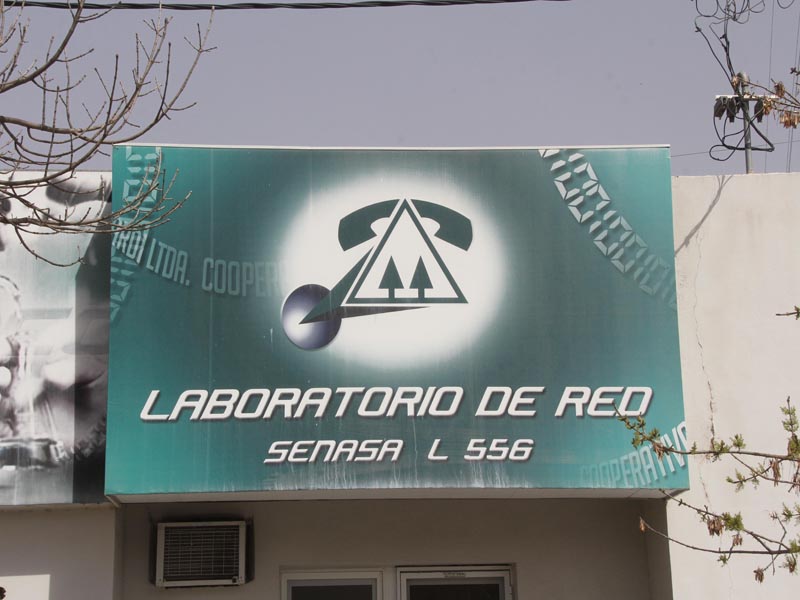 LTDA. COOPER
LABORATORIO DE RED
SENASA L 556
COOPERATIVA